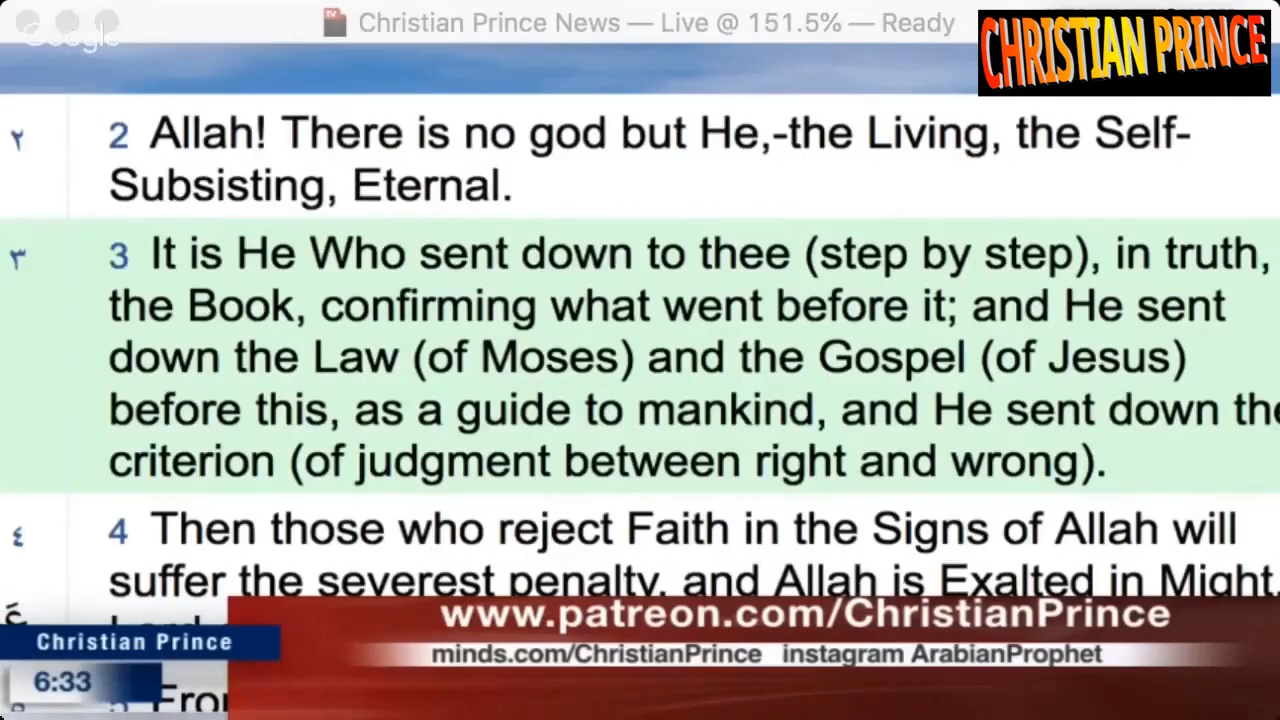 Christian Prince News — Live @ 151.5% — Ready
Google
CHRISTIAN PRINCE
٢
2 Allah! There is no god but He,-the Living, the Self-
Subsisting, Eternal.
٣
3 It is He Who sent down to thee (step by step), in truth,
the Book, confirming what went before it; and He sent
down the Law (of Moses) and the Gospel (of Jesus)
before this, as a guide to mankind, and He sent down the
criterion (of judgment between right and wrong).
٤
4 Then those who reject Faith in the Signs of Allah will
suffer the severest penalty, and Allah is Exalted in Might,
www.patreon.com/ChristianPrince
Christian Prince
minds.com/ChristianPrince instagram ArabianProphet
6:33
5 From